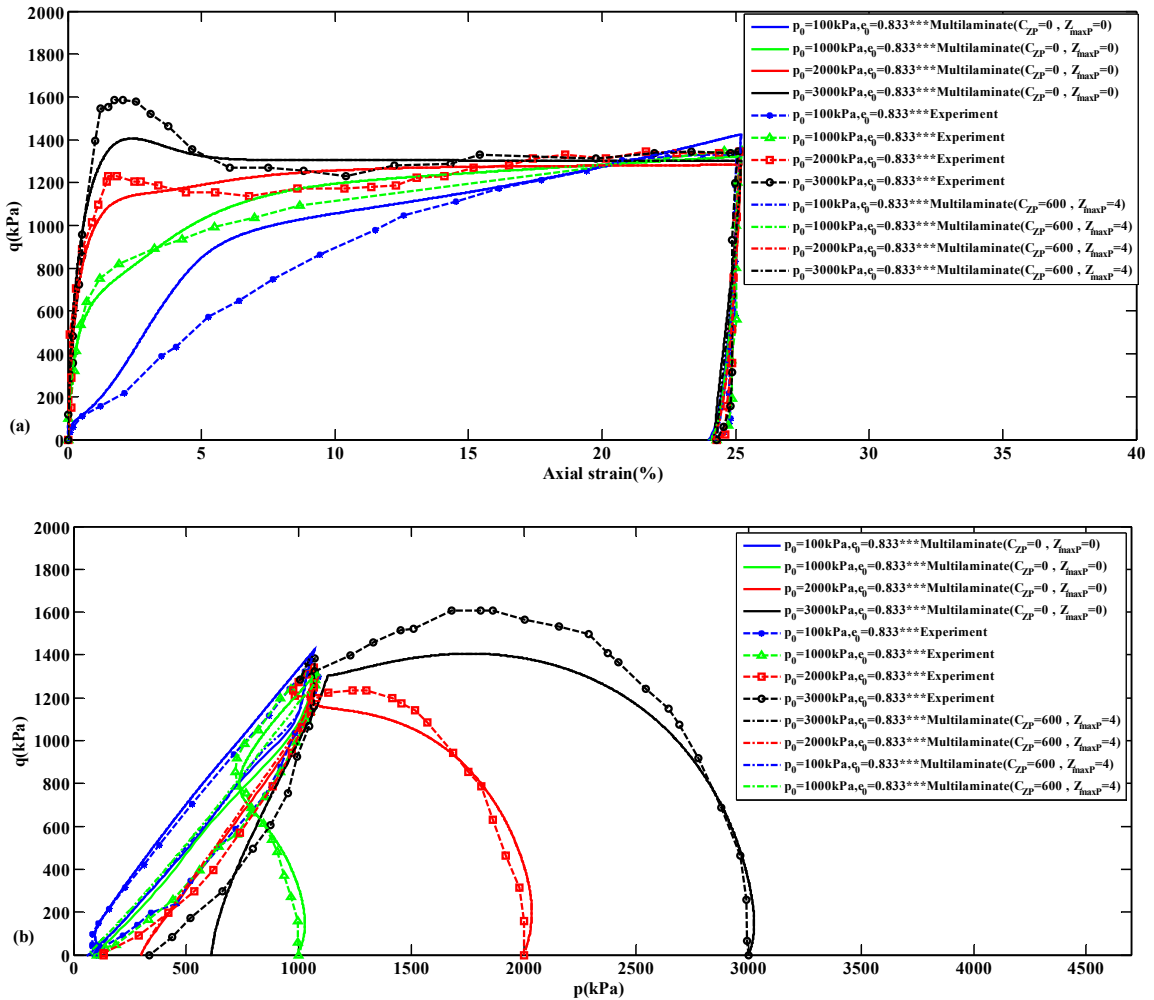 2000
1800
1600
1400
1200
1000
800
600
400
200
0
q(kPa)
(a)
0 5 10 15 20 25 30 35 40
Axial strain(%)
p0=100kPa,e0=0.833***Multilaminate(CZP=0 , ZmaxP=0)
p0=1000kPa,e0=0.833***Multilaminate(CZP=0 , ZmaxP=0)
p0=2000kPa,e0=0.833***Multilaminate(CZP=0 , ZmaxP=0)
p0=3000kPa,e0=0.833***Multilaminate(CZP=0 , ZmaxP=0)
p0=100kPa,e0=0.833***Experiment
p0=1000kPa,e0=0.833***Experiment
p0=2000kPa,e0=0.833***Experiment
p0=3000kPa,e0=0.833***Experiment
p0=100kPa,e0=0.833***Multilaminate(CZP=600 , ZmaxP=4)
p0=1000kPa,e0=0.833***Multilaminate(CZP=600 , ZmaxP=4)
p0=2000kPa,e0=0.833***Multilaminate(CZP=600 , ZmaxP=4)
p0=3000kPa,e0=0.833***Multilaminate(CZP=600 , ZmaxP=4)
2000
1800
1600
1400
1200
1000
800
600
400
200
0
q(kPa)
(b)
0 500 1000 1500 2000 2500 3000 3500 4000 4500
p(kPa)
p0=100kPa,e0=0.833***Multilaminate(CZP=0 , ZmaxP=0)
p0=1000kPa,e0=0.833***Multilaminate(CZP=0 , ZmaxP=0)
p0=2000kPa,e0=0.833***Multilaminate(CZP=0 , ZmaxP=0)
p0=3000kPa,e0=0.833***Multilaminate(CZP=0 , ZmaxP=0)
p0=100kPa,e0=0.833***Experiment
p0=1000kPa,e0=0.833***Experiment
p0=2000kPa,e0=0.833***Experiment
p0=3000kPa,e0=0.833***Experiment
p0=3000kPa,e0=0.833***Multilaminate(CZP=600 , ZmaxP=4)
p0=2000kPa,e0=0.833***Multilaminate(CZP=600 , ZmaxP=4)
p0=100kPa,e0=0.833***Multilaminate(CZP=600 , ZmaxP=4)
p0=1000kPa,e0=0.833***Multilaminate(CZP=600 , ZmaxP=4)